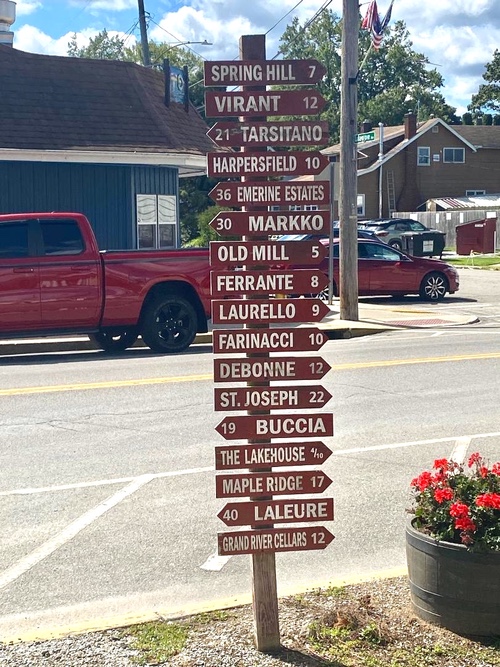 SPRING HILL 7
VIRANT 12
21 TARSITANO
HARPERSFIELD 10
36 EMERINE ESTATES
30 MARKKO
OLD MILL 5
FERRANTE 8
LAURELLO 9
FARINACCI 10
DEBONNE 12
ST. JOSEPH 22
19 BUCCIA
THE LAKEHOUSE 4/10
MAPLE RIDGE 17
40 LALEURE
GRAND RIVER CELLARS 12